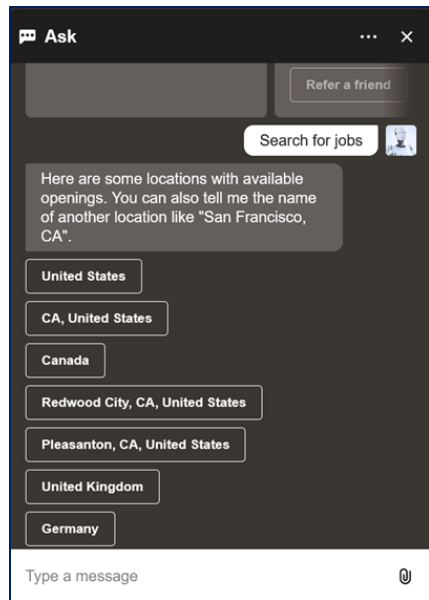 Ask
Refer a friend
Search for jobs
Here are some locations with available
openings. You can also tell me the name
of another location like "San Francisco,
CA".
United States
CA, United States
Canada
Redwood City, CA, United States
Pleasanton, CA, United States
United Kingdom
Germany
Type a message